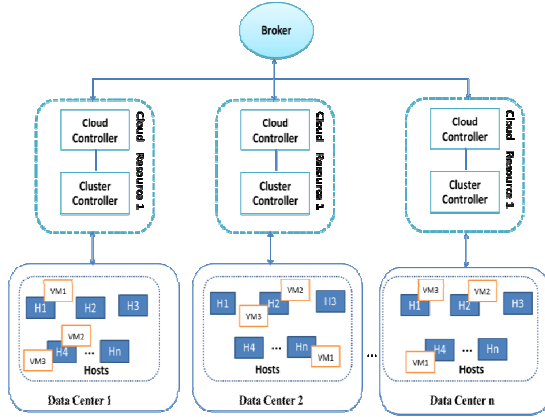 Broker
Cloud
Controller
Cluster
Controller
Cloud Resource 1
Cloud
Controller
Cluster
Controller
Cloud Resource 1
Cloud
Controller
Cluster
Controller
Cloud Resource 1
VM1
H1
H2
H3
VM2
VM3
H4
...
Hn
Hosts
Data Center 1
VM2
H1
H2
H3
VM3
H4
...
Hn
VM1
Hosts
Data Center 2
...
VM3
VM2
H1
H2
H3
H4
...
Hn
VM1
Hosts
Data Center n